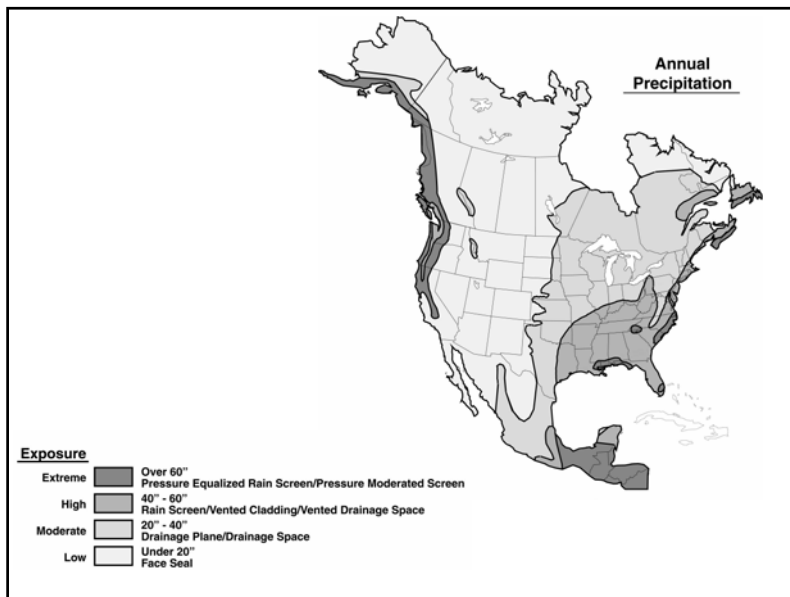 Annual
Precipitation
Exposure
Extreme
Over 60”
Pressure Equalized Rain Screen/Pressure Moderated Screen
High
40” - 60”
Rain Screen/Vented Cladding/Vented Drainage Space
Moderate
20” - 40”
Drainage Plane/Drainage Space
Low
Under 20”
Face Seal